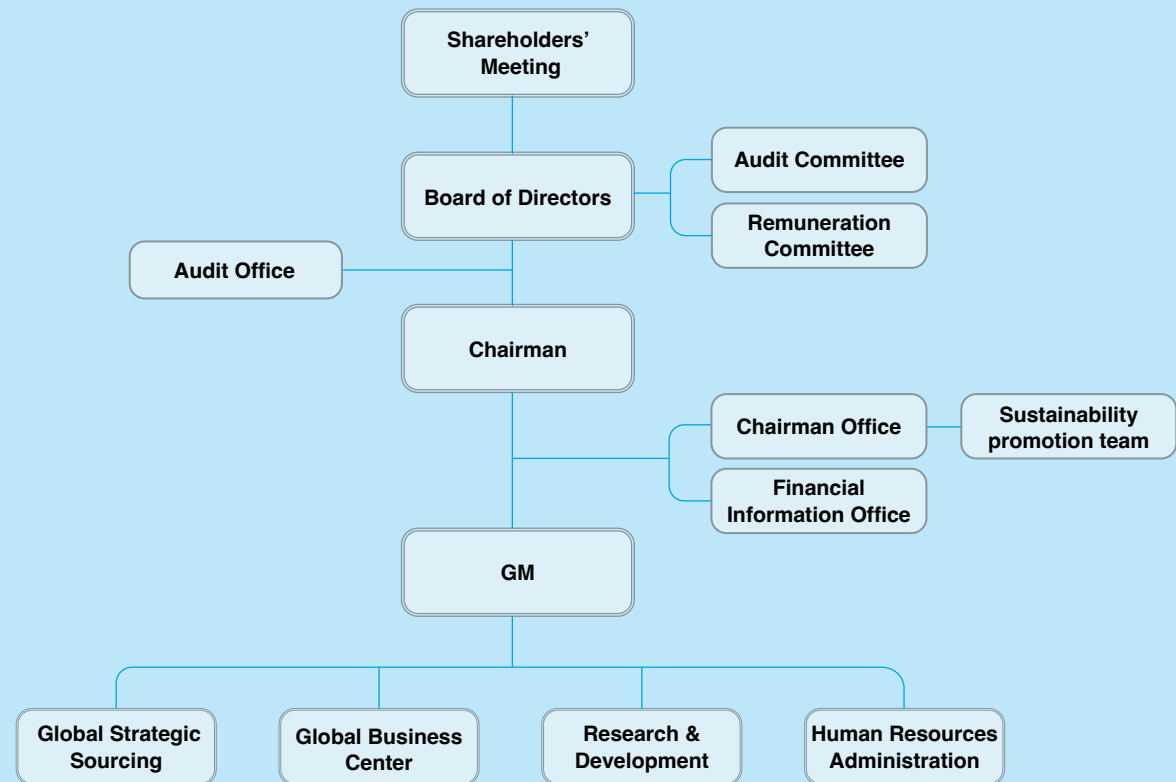 Shareholders’
Meeting
Board of Directors
Audit Committee
Remuneration
Committee
Audit Office
Chairman
Chairman Office
Sustainability
promotion team
Financial
Information Office
GM
Global Strategic
Sourcing
Global Business
Center
Research &
Development
Human Resources
Administration